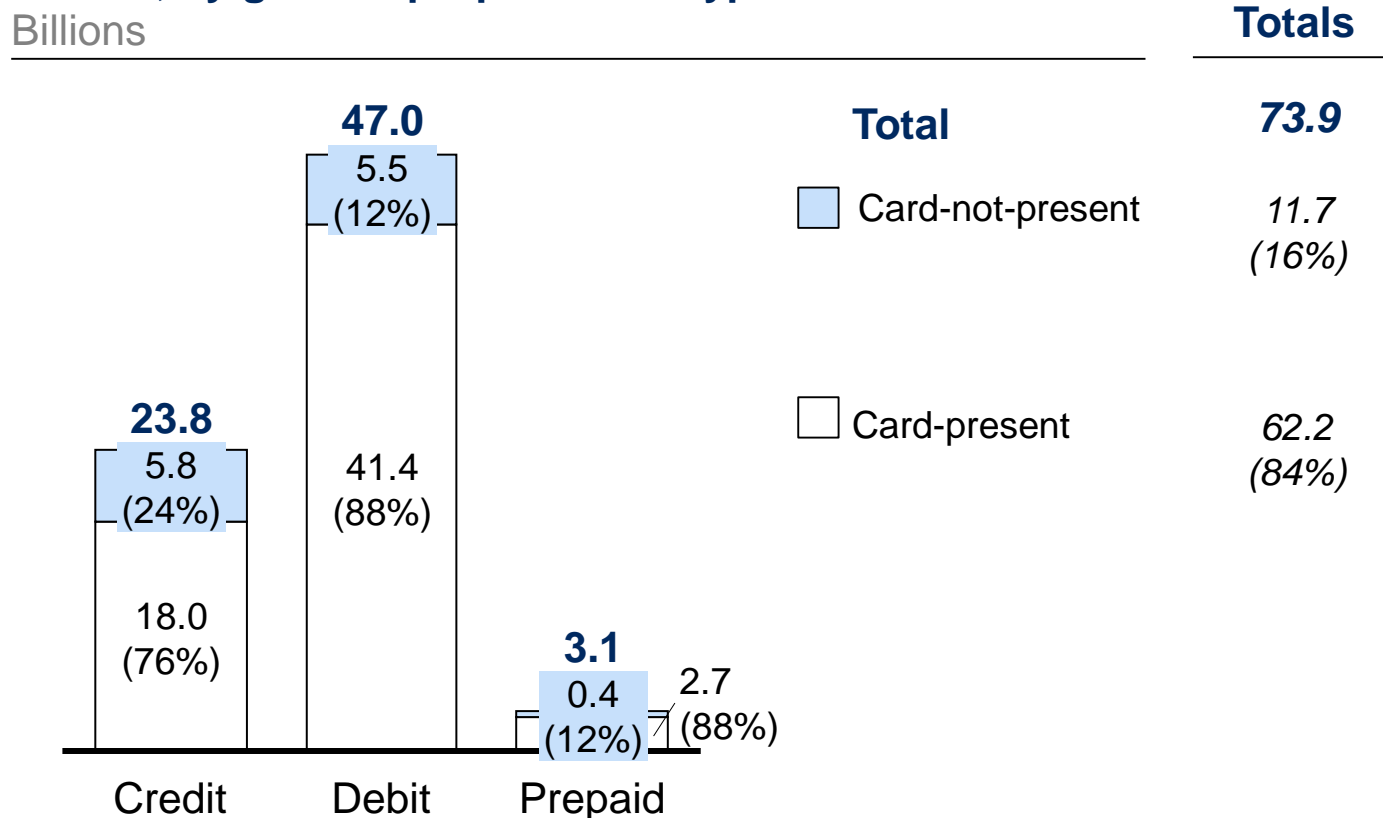 Billions
Totals
47.0
5.5
(12%)
41.4
(88%)
23.8
5.8
(24%)
18.0
(76%)
3.1
0.4
(12%)
2.7
(88%)
Credit
Debit
Prepaid
Total
73.9
Card-not-present
11.7
(16%)
Card-present
62.2
(84%)